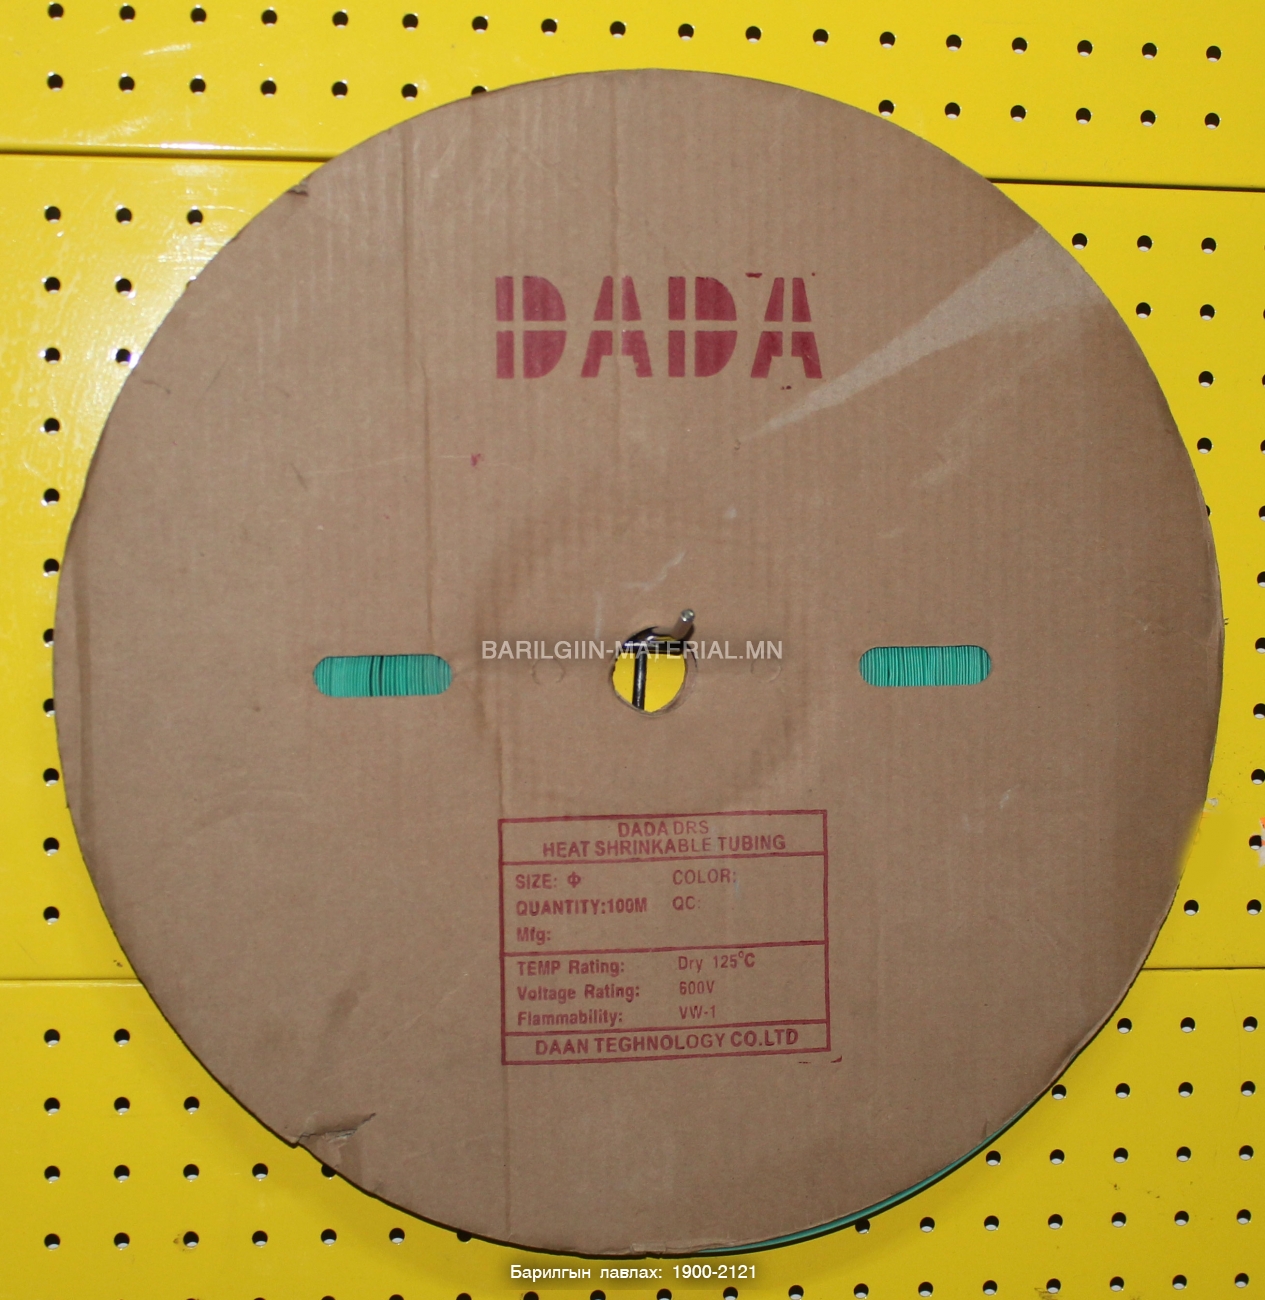 DADA
BARILGIIN-MATERIAL.MN
DADA DRS
HEAT SHRINKABLE TUBING
SIZE: Φ COLOR:
QUANTITY:100M QC:
Mfg:
TEMP Rating: Dry 125°C
Voltage Rating: 600V
Flammability: VW-1
DAAN TEGHNOLOGY CO.LTD
Барилгын лавлах: 1900-2121